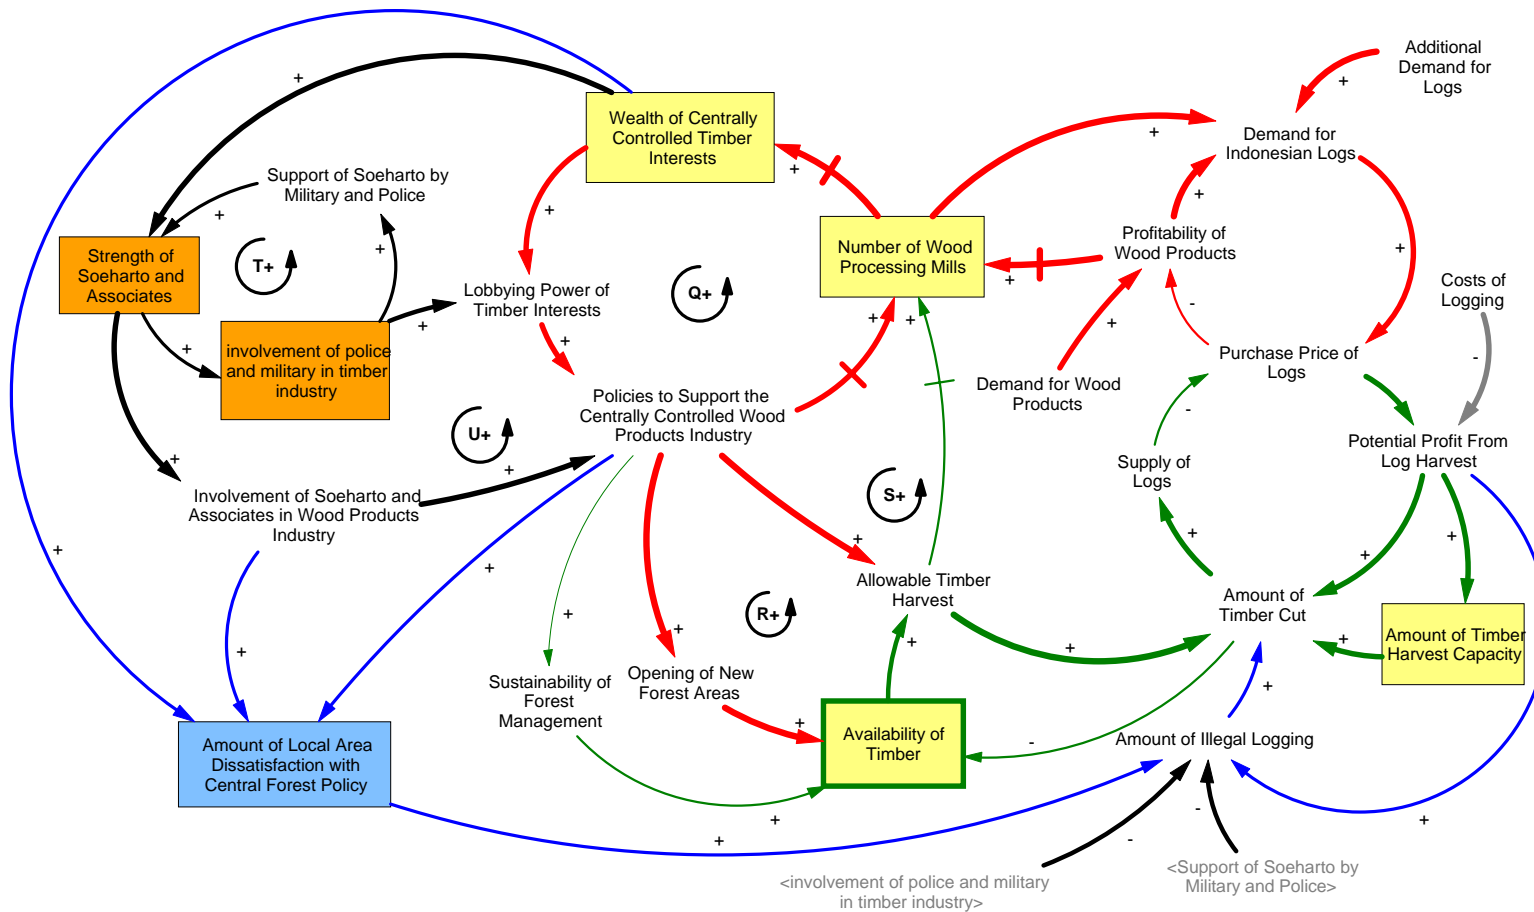 Additional
Demand for
Logs
+
+
Wealth of Centrally
Controlled Timber
Interests
+
Demand for
Indonesian Logs
+
Support of Soeharto by
Military and Police
+
+
+
+
Strength of
Soeharto and
Associates
T+
+
Number of Wood
Processing Mills
Profitability of
Wood Products
+
+
Costs of
Logging
Lobbying Power of
Timber Interests
Q+
-
+
+
+
+
+
-
involvement of police
and military in timber
industry
+
Purchase Price of
Logs
Demand for Wood
Products
Policies to Support the
Centrally Controlled Wood
Products Industry
-
U+
Potential Profit From
Log Harvest
+
+
Supply of
Logs
Involvement of Soeharto and
Associates in Wood Products
Industry
S+
+
+
+
+
+
+
Allowable Timber
Harvest
Amount of
Timber Cut
R+
+
+
+
+
+
+
Amount of Timber
Harvest Capacity
Sustainability of
Forest
Management
Opening of New
Forest Areas
+
+
Availability of
Timber
-
Amount of Illegal Logging
Amount of Local Area
Dissatisfaction with
Central Forest Policy
+
+
-
-
+
<involvement of police and military
in timber industry>
<Support of Soeharto by
Military and Police>